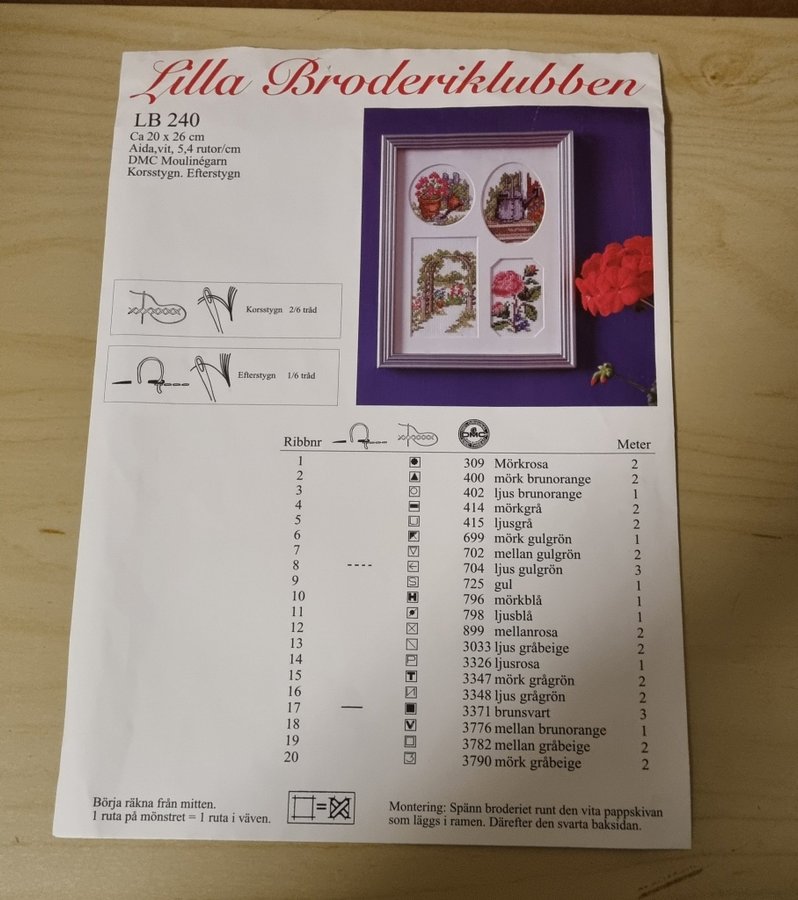 Lilla Broderiklubben
LB 240
Ca 20 x 26 cm
Aida,vit, 5,4 rutor/cm
DMC Moulinégarn
Korsstygn. Efterstygn
Korsstygn 2/6 tråd
Efterstygn 1/6 tråd
Ribbnr DMC Meter
1 309 Mörkrosa 2
2 400 mörk brunorange 2
3 402 ljus brunorange 1
4 414 mörkgrå 2
5 415 ljusgrå 2
6 699 mörk gulgrön 1
7 702 mellan gulgrön 2
8 704 ljus gulgrön 3
9 S 725 gul 1
10 H 796 mörkblå 1
11 798 ljusblå 1
12 899 mellanrosa 2
13 3033 ljus gråbeige 2
14 P 3326 ljusrosa 1
15 T 3347 mörk grågrön 2
16 3348 ljus grågrön 2
17 3371 brunsvart 3
18 V 3776 mellan brunorange 1
19 3782 mellan gråbeige 2
20 3790 mörk gråbeige 2
Börja räkna från mitten.
1 ruta på mönstret = 1 ruta i väven.
=
Montering: Spänn broderiet runt den vita pappskivan
som läggs i ramen. Därefter den svarta baksidan.